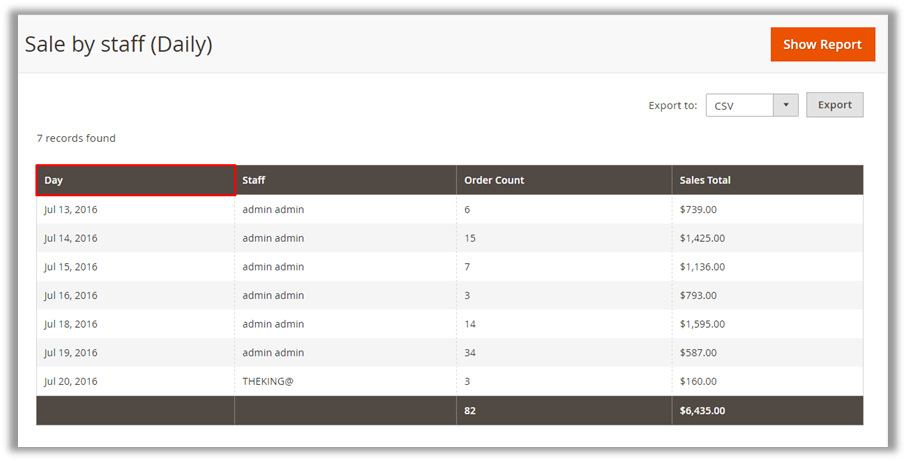 Sale by staff (Daily)
Show Report
Export to: CSV Export
7 records found
Day Staff Order Count Sales Total
Jul 13, 2016 admin admin 6 $739.00
Jul 14, 2016 admin admin 15 $1,425.00
Jul 15, 2016 admin admin 7 $1,136.00
Jul 16, 2016 admin admin 3 $793.00
Jul 18, 2016 admin admin 14 $1,595.00
Jul 19, 2016 admin admin 34 $587.00
Jul 20, 2016 THEKING@ 3 $160.00
82 $6,435.00